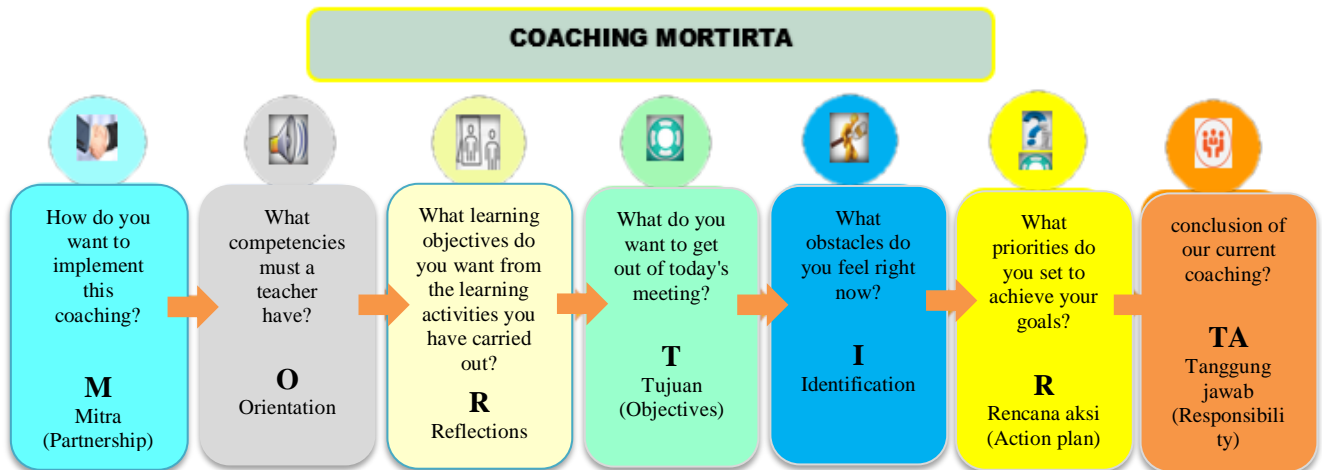 COACHING MORTIRTA
How do you
want to
implement
this
coaching?
M
Mitra
(Partnership)
What
competencies
must a
teacher
have?
O
Orientation
What learning
objectives do
you want from
the learning
activities you
have carried
out?
R
Reflections
What do you
want to get
out of today's
meeting?
T
Tujuan
(Objectives)
What
obstacles do
you feel right
now?
I
Identification
What
priorities do
you set to
achieve your
goals?
R
Rencana aksi
(Action plan)
conclusion of
our current
coaching?
TA
Tanggung
jawab
(Responsibili
ty)